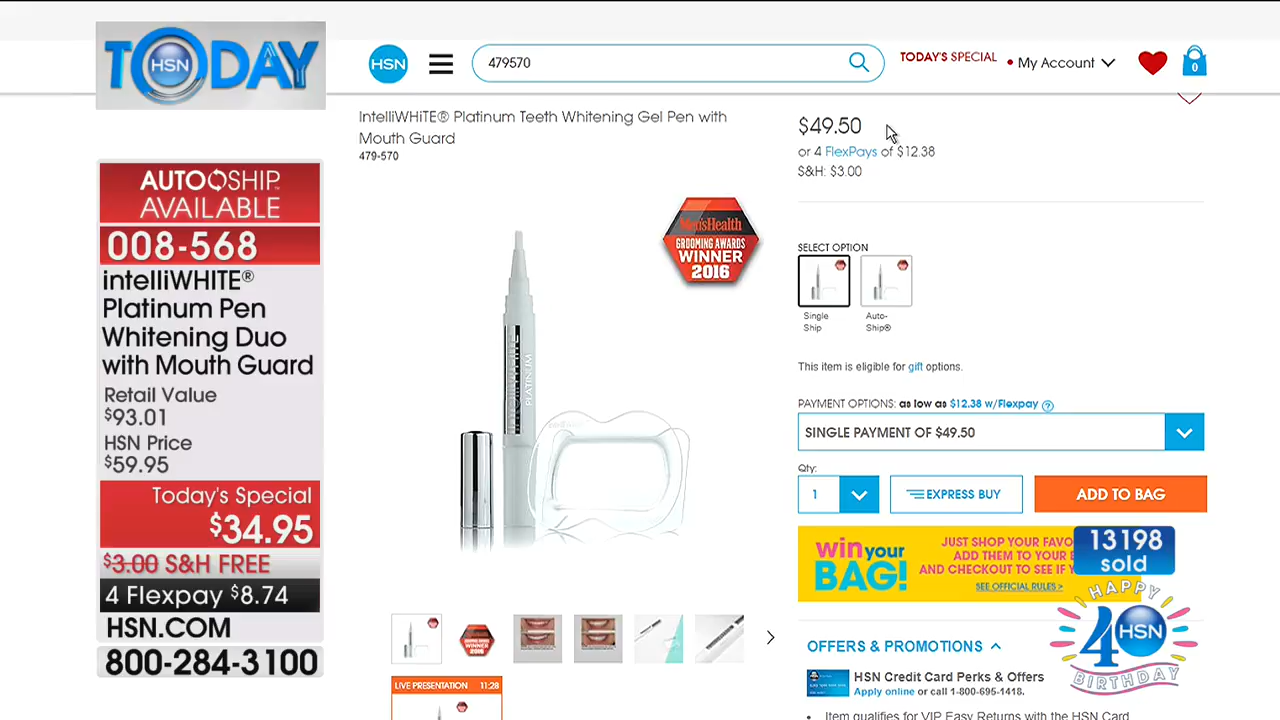 TODAY
HSN
AUTO SHIP™
AVAILABLE
008-568
intelliWHITE®
Platinum Pen
Whitening Duo
with Mouth Guard
Retail Value
$93.01
HSN Price
$59.95
Today's Special
$34.95
$3.00 S&H FREE
4 Flexpay $8.74
HSN.COM
800-284-3100
HSN
479570
TODAY'S SPECIAL
My Account
0
IntelliWHiTE® Platinum Teeth Whitening Gel Pen with
Mouth Guard
479-570
Men'sHealth
GROOMING AWARDS
WINNER
2016
PLATINUM
$49.50
or 4 FlexPays of $12.38
S&H: $3.00
SELECT OPTION
Single
Ship
Auto-
Ship®
This item is eligible for gift options.
PAYMENT OPTIONS: as low as $12.38 w/Flexpay ?
SINGLE PAYMENT OF $49.50
Qty:
1
EXPRESS BUY
ADD TO BAG
win your
BAG!
JUST SHOP YOUR FAVO
ADD THEM TO YOUR B
AND CHECKOUT TO SEE IF Y
SEE OFFICIAL RULES >
13198
sold
HAPPY
40
HSN
BIRTHDAY
OFFERS & PROMOTIONS
HSN Credit Card Perks & Offers
Apply online or call 1-800-695-1418.
Item qualifies for VIP Easy Returns with the HSN Card
LIVE PRESENTATION 11:28